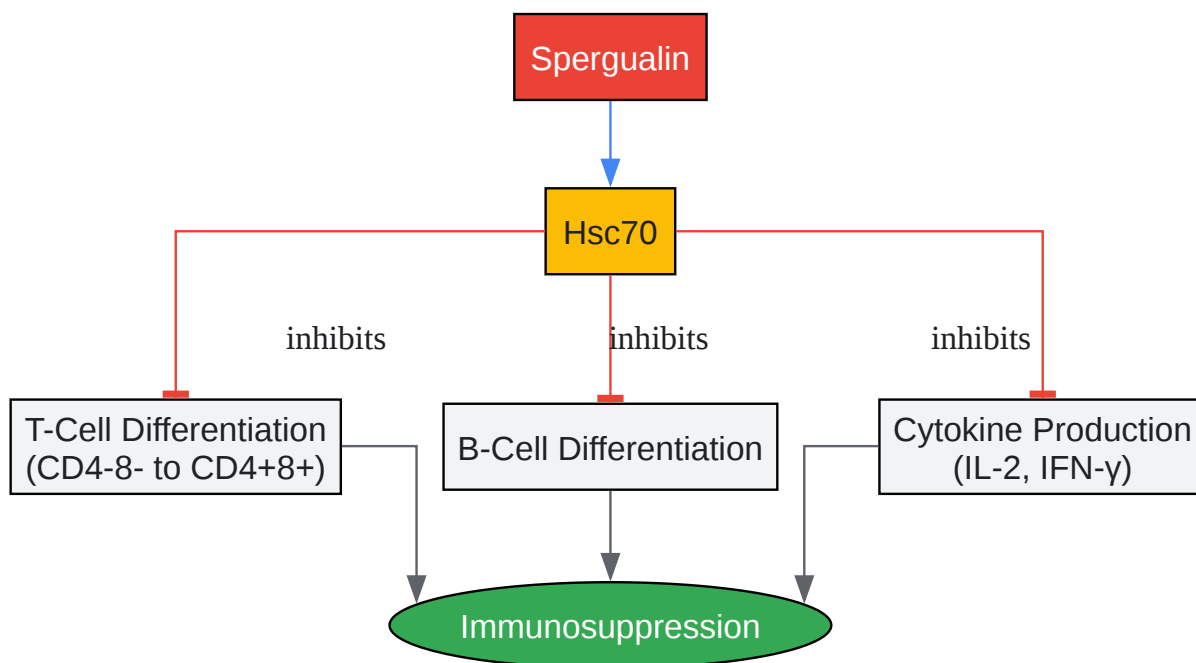 Spergualin
Hsc70
inhibits
inhibits
inhibits
T-Cell Differentiation
(CD4-8- to CD4+8+)
B-Cell Differentiation
Cytokine Production
(IL-2, IFN-γ)
Immunosuppression